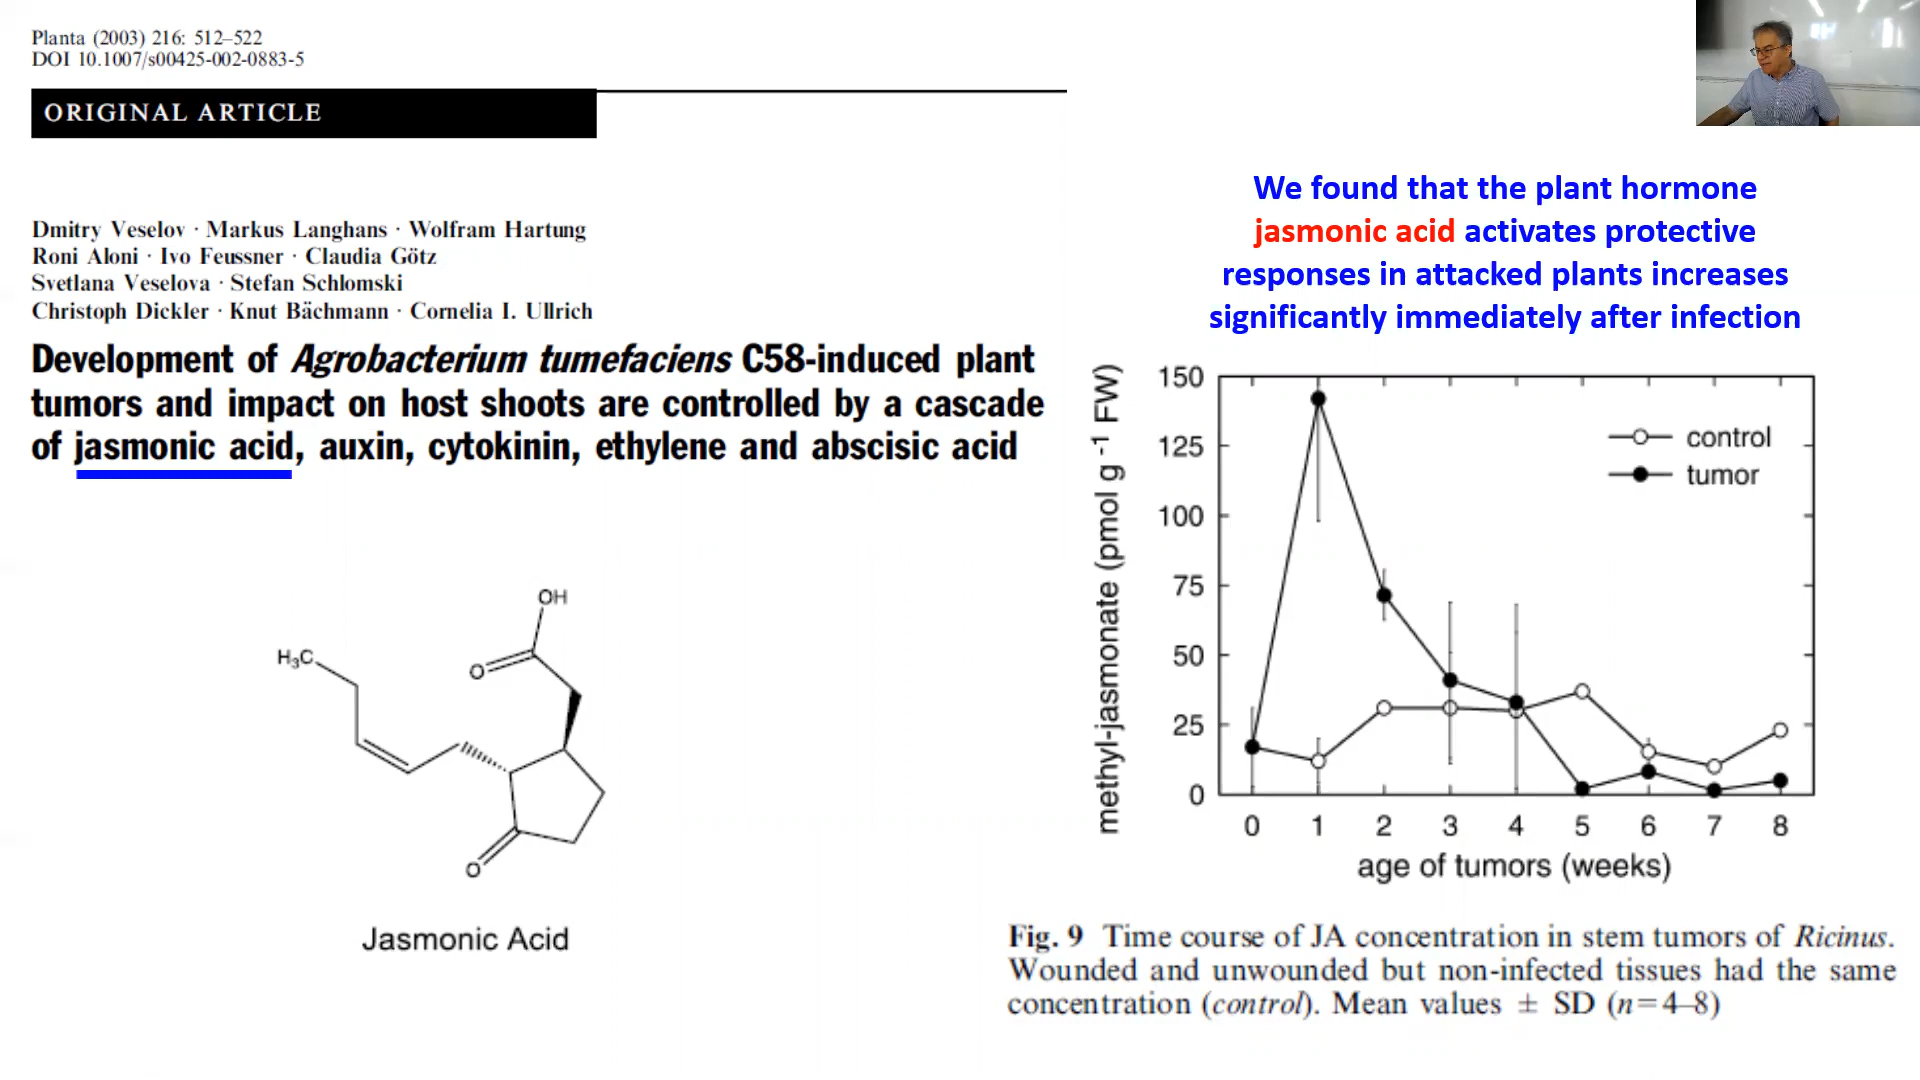 Planta (2003) 216: 512–522
DOI 10.1007/s00425-002-0883-5
ORIGINAL ARTICLE
Dmitry Veselov · Markus Langhans · Wolfram Hartung
Roni Aloni · Ivo Feussner · Claudia Götz
Svetlana Veselova · Stefan Schlomski
Christoph Dickler · Knut Bächmann · Cornelia I. Ullrich
Development of Agrobacterium tumefaciens C58-induced plant
tumors and impact on host shoots are controlled by a cascade
of jasmonic acid, auxin, cytokinin, ethylene and abscisic acid
OH
H₃C
O
O
Jasmonic Acid
We found that the plant hormone
jasmonic acid activates protective
responses in attacked plants increases
significantly immediately after infection
methyl-jasmonate (pmol g⁻¹ FW)
150
125
100
75
50
25
0
control
tumor
0 1 2 3 4 5 6 7 8
age of tumors (weeks)
Fig. 9 Time course of JA concentration in stem tumors of Ricinus.
Wounded and unwounded but non-infected tissues had the same
concentration (control). Mean values ± SD (n=4–8)